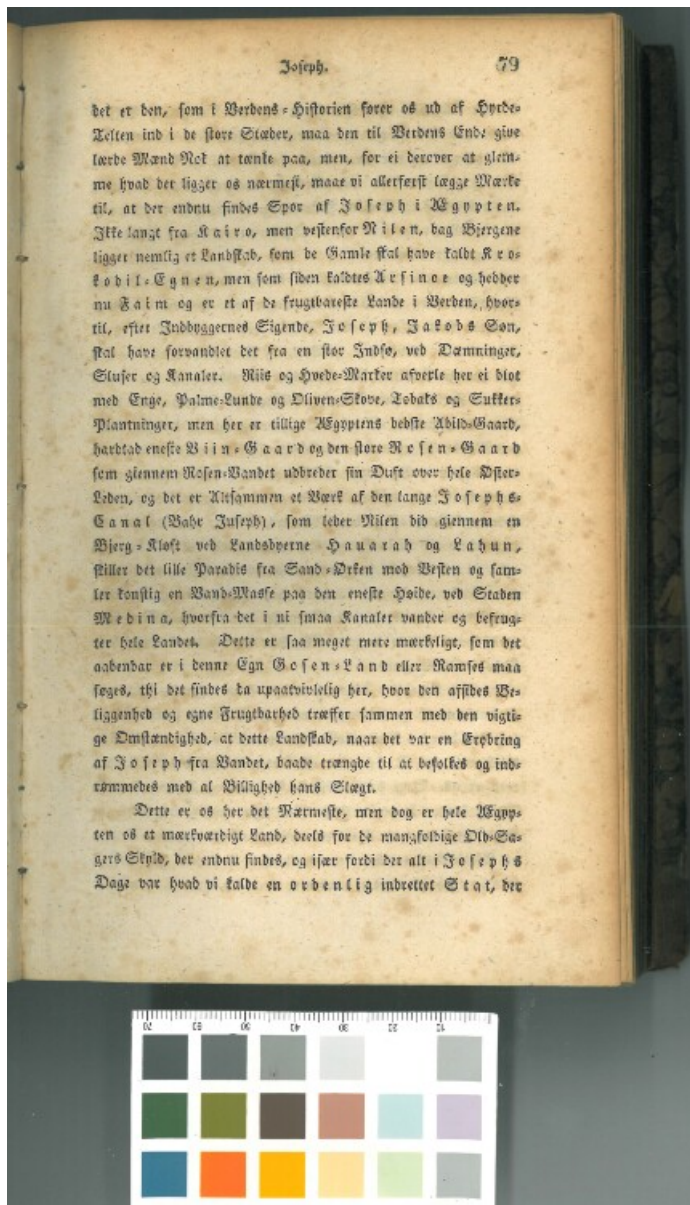 Joseph. 79
det er den, som i Verdens-Historien fører os ud af Hyrde-
Telten ind i de store Stæder, maa den til Verdens Ende give
lærde Mænd Nok at tænke paa, men, for ei derover at glem-
me hvad der ligger os nærmest, maae vi allerførst lægge Mærke
til, at der endnu findes Spor af Joseph i Ægypten.
Ikke langt fra Kairo, men vestenfor Nilen, bag Bjergene
ligger nemlig et Landskab, som de Gamle skal have kaldt Kro-
kodil-Egnen, men som siden kaldtes Arsinoe og hedder
nu Faim og er et af de frugtbareste Lande i Verden, hvor-
til, efter Indbyggernes Sigende, Joseph, Jakobs Søn,
skal have forvandlet det fra en stor Indsø, ved Dæmninger,
Sluser og Kanaler. Riis og Hvede-Marker afvexle her ei blot
med Enge, Palme-Lunde og Oliven-Skove, Tobaks og Sukker-
Plantninger, men her er tillige Ægyptens bedste Abild-Gaard,
hardtad eneste Viin-Gaard og den store Rosen-Gaard
som giennem Rosen-Vandet udbreder sin Duft over hele Øster-
Leden, og det er Altsammen et Værk af den lange Josephs-
Canal (Bahr Juseph), som leder Nilen did giennem en
Bjerg-Kløft ved Landsbyerne Hauarah og Lahun,
skiller det lille Paradis fra Sand-Ørken mod Vesten og sam-
ler konstig en Vand-Masse paa den eneste Høide, ved Staden
Medina, hvorfra det i ni smaa Kanaler vander og befrug-
ter hele Landet. Dette er saa meget mere mærkeligt, som det
aabenbar er i denne Egn Gosen-Land eller Ramses maa
søges, thi det findes da upaatvivlelig her, hvor den afsides Be-
liggenhed og egne Frugtbarhed træffer sammen med den vigti-
ge Omstændighed, at dette Landskab, naar det var en Erobring
af Joseph fra Vandet, baade trængde til at befolkes og ind-
rømmedes med al Billighed hans Slægt.
Dette er os her det Nærmeste, men dog er hele Ægyp-
ten os et mærkværdigt Land, deels for de mangfoldige Old-Sa-
gers Skyld, der endnu findes, og især fordi der alt i Josephs
Dage var hvad vi kalde en ordenlig indrettet Stat, der
70 60 50 40 30 20 10